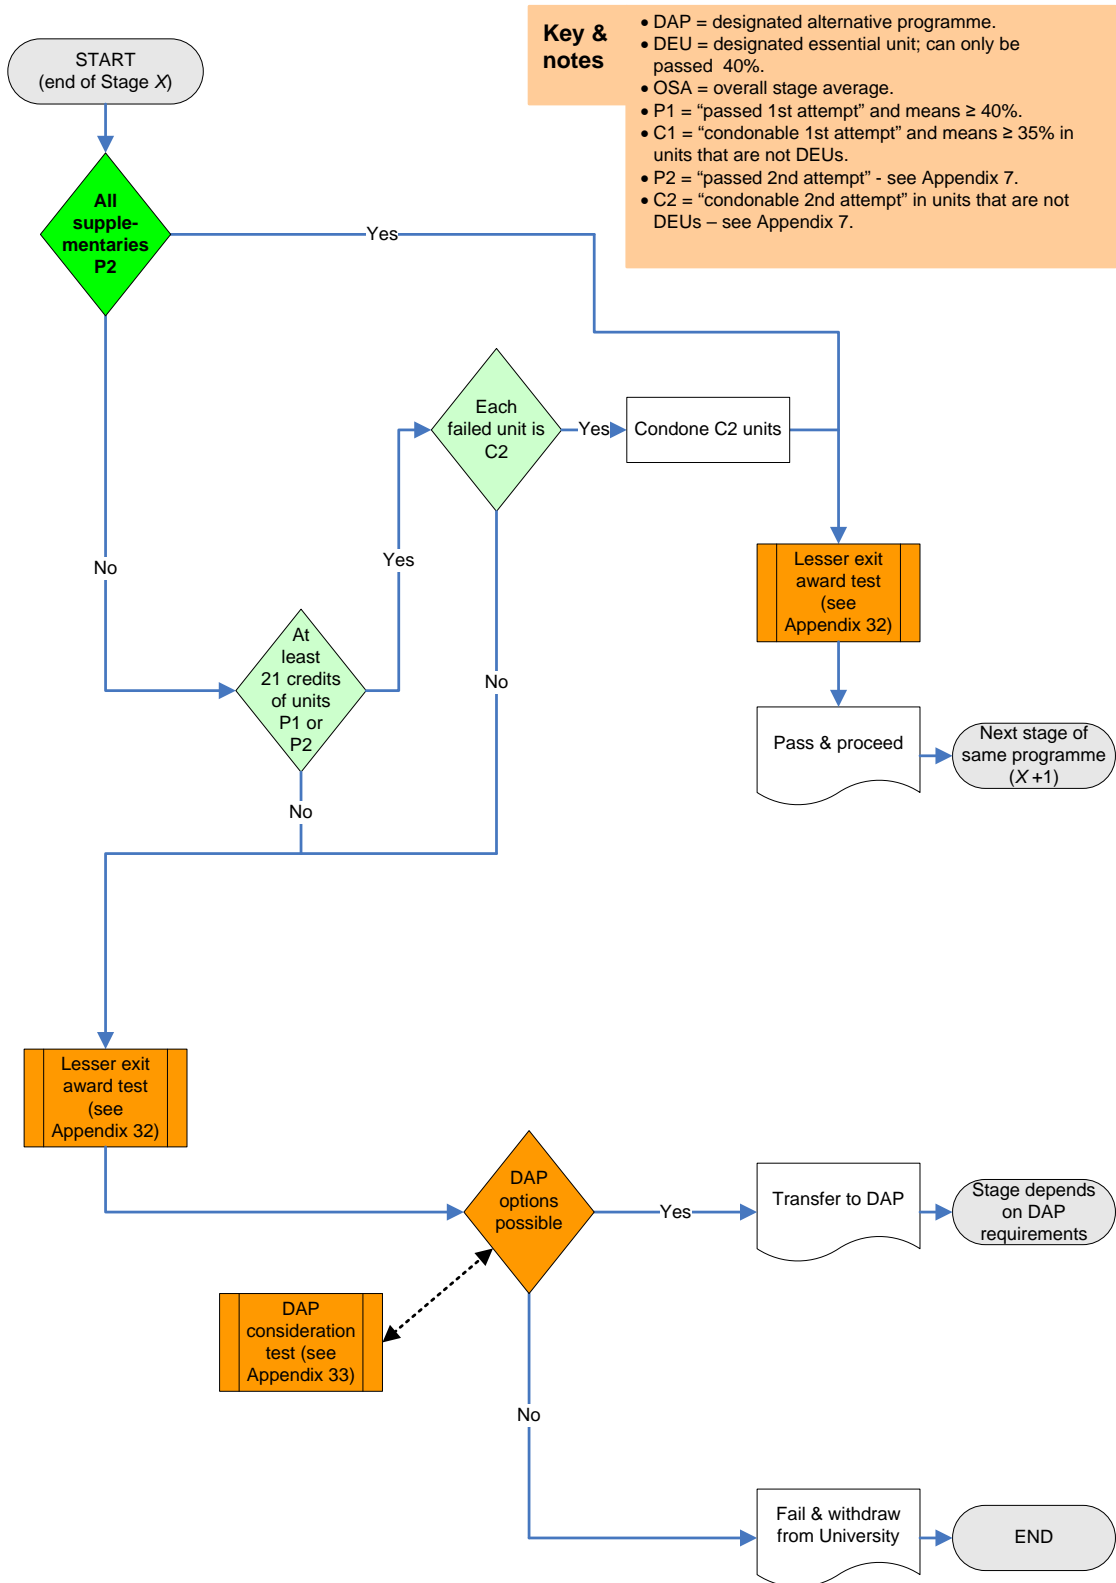 Key &
notes
• DAP = designated alternative programme.
• DEU = designated essential unit; can only be
passed  40%.
• OSA = overall stage average.
• P1 = “passed 1st attempt” and means ≥ 40%.
• C1 = “condonable 1st attempt” and means ≥ 35% in
units that are not DEUs.
• P2 = “passed 2nd attempt” - see Appendix 7.
• C2 = “condonable 2nd attempt” in units that are not
DEUs – see Appendix 7.
START
(end of Stage X)
All
supple-
mentaries
P2
Yes
No
Each
failed unit is
C2
Yes
Condone C2 units
Yes
No
At
least
21 credits
of units
P1 or
P2
No
Lesser exit
award test
(see
Appendix 32)
Pass & proceed
Next stage of
same programme
(X +1)
Lesser exit
award test
(see
Appendix 32)
DAP
options
possible
Yes
Transfer to DAP
Stage depends
on DAP
requirements
DAP
consideration
test (see
Appendix 33)
No
Fail & withdraw
from University
END